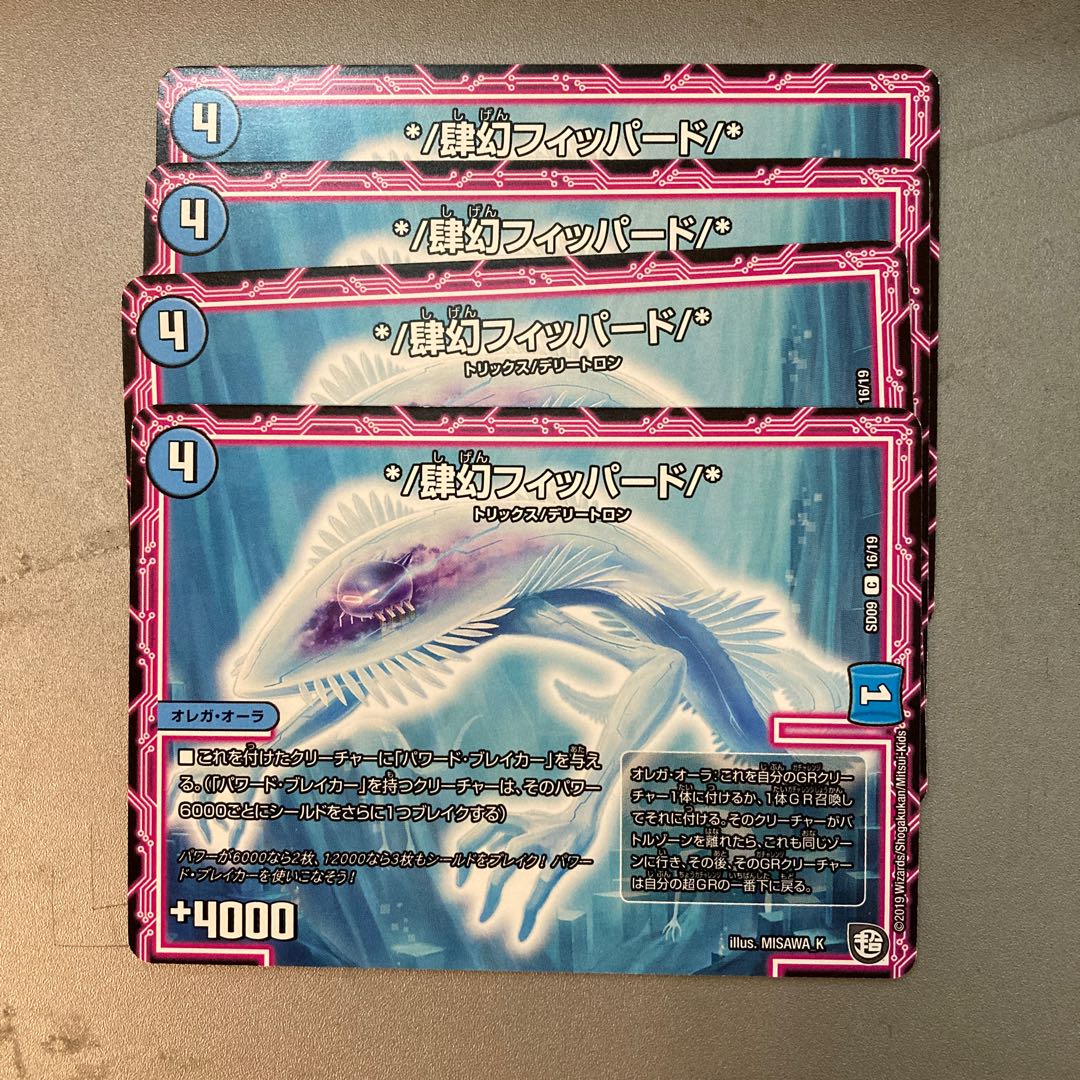 4
しげん
*/肆幻フィッパード/*
4
しげん
*/肆幻フィッパード/*
4
しげん
*/肆幻フィッパード/*
トリックス/デリートロン
16/19
4
しげん
*/肆幻フィッパード/*
トリックス/デリートロン
SD09 C 16/19
1
オレガ・オーラ
■これを付けたクリーチャーに「パワード・ブレイカー」を与え
る。(「パワード・ブレイカー」を持つクリーチャーは、そのパワー
6000ごとにシールドをさらに1つブレイクする)
パワーが6000なら2枚、12000なら3枚もシールドをブレイク!パワー
ド・ブレイカーを使いこなそう!
+4000
オレガ・オーラ:これを自分のGRクリー
チャー1体に付けるか、1体GR召喚し
てそれに付ける。そのクリーチャーがバ
トルゾーンを離れたら、これも同じゾー
ンに行き、その後、そのGRクリーチャー
は自分の超GRの一番下に戻る。
illus. MISAWA_K
超
©2019 Wizards/Shogakukan/Mitsui-Kids